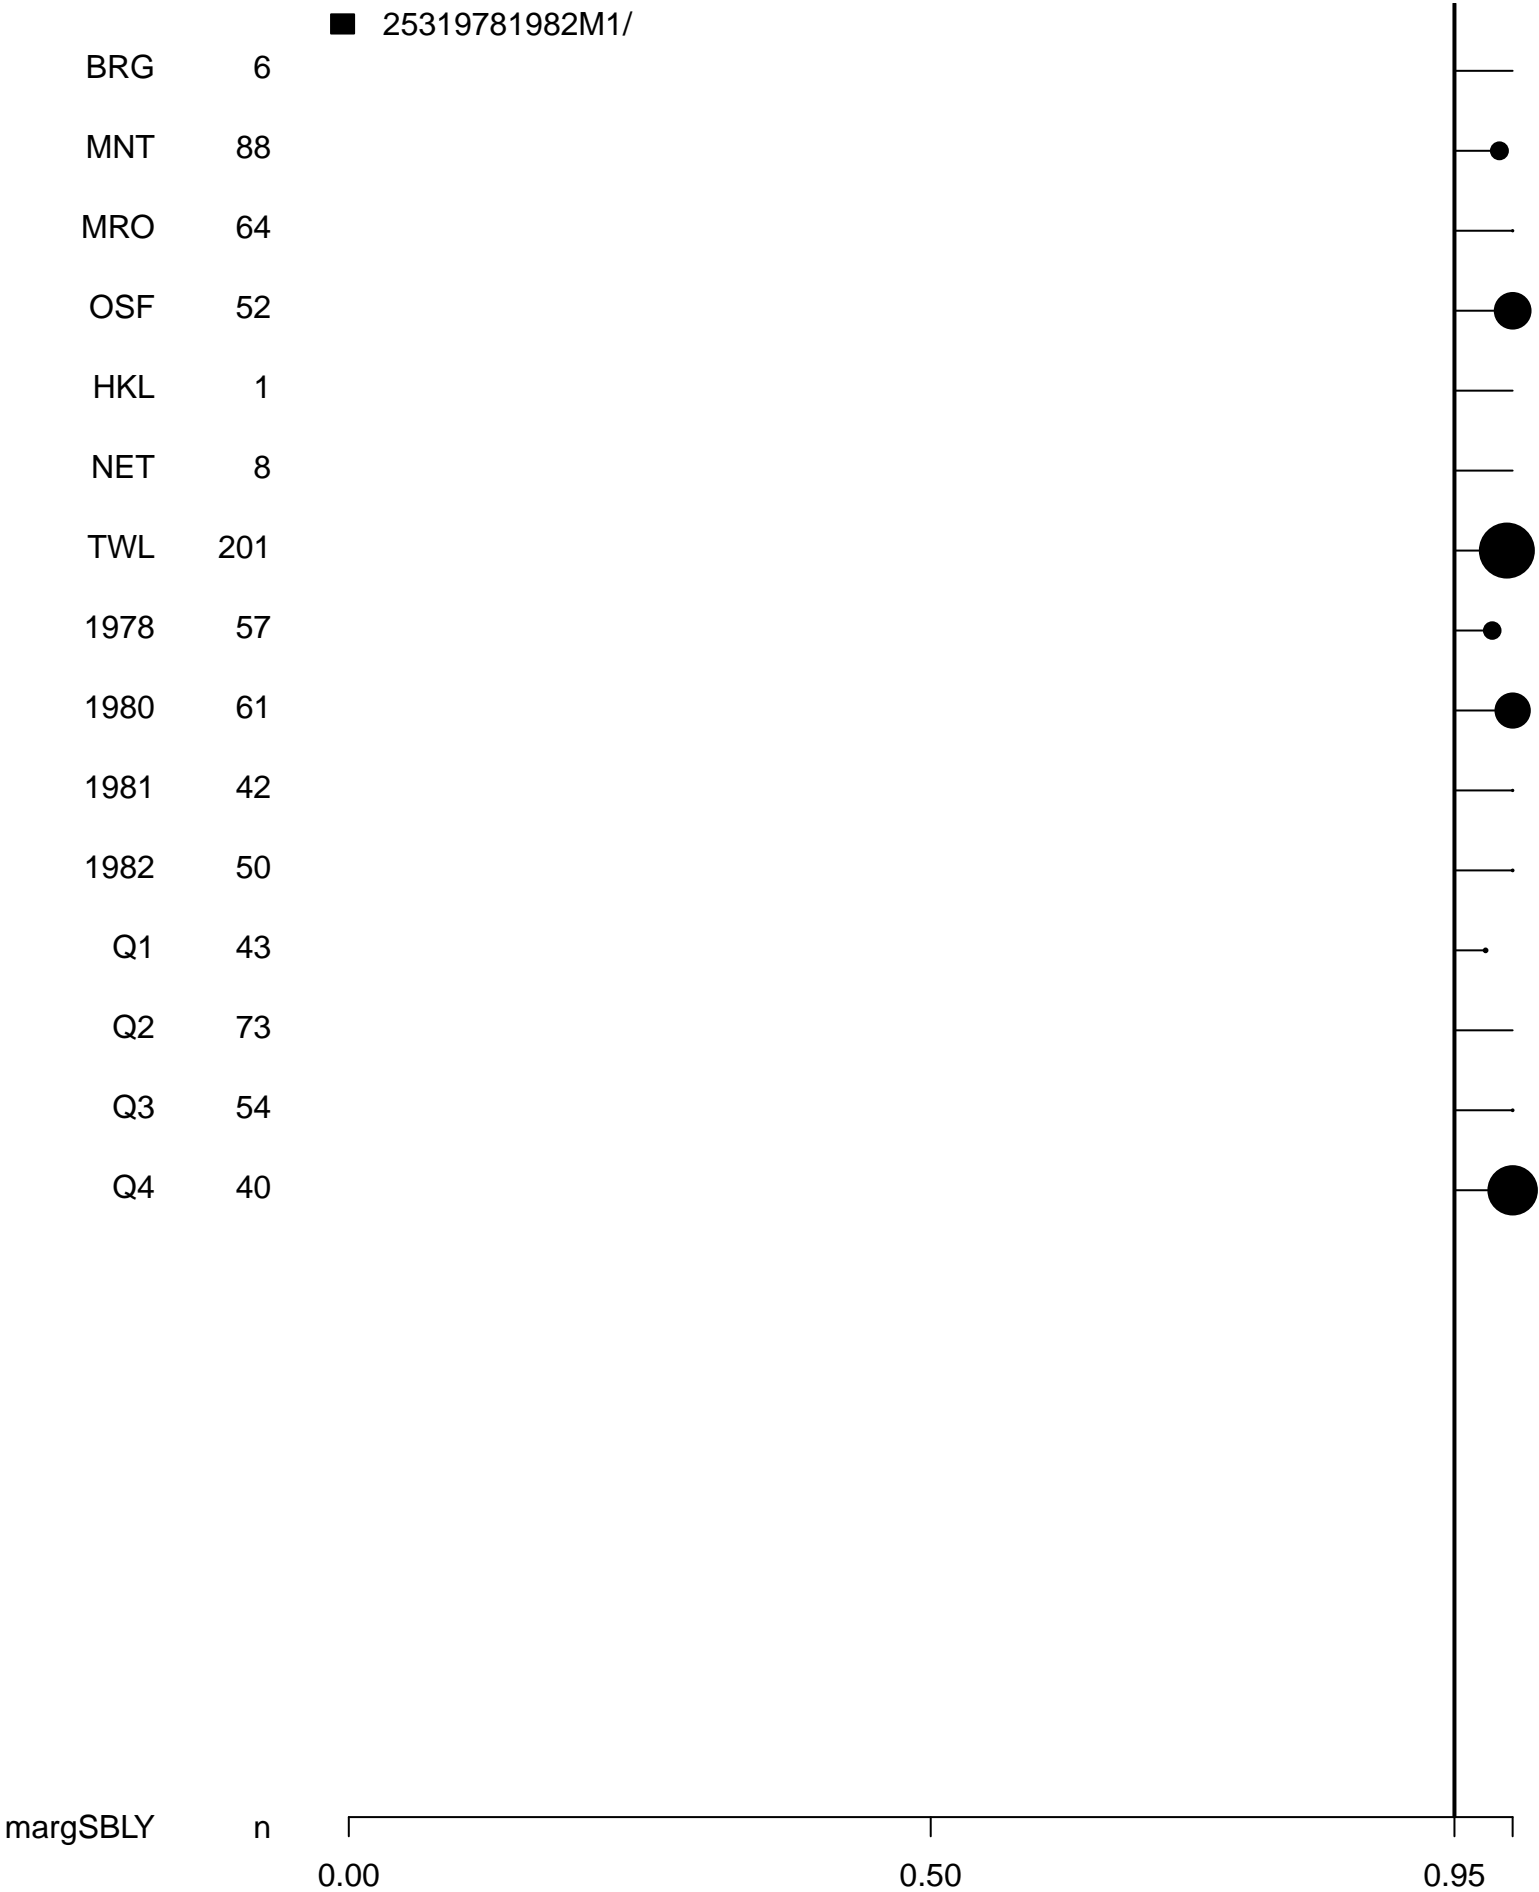 25319781982M1/
BRG 6
MNT 88
MRO 64
OSF 52
HKL 1
NET 8
TWL 201
1978 57
1980 61
1981 42
1982 50
Q1 43
Q2 73
Q3 54
Q4 40
margSBLY n
0.00 0.50 0.95